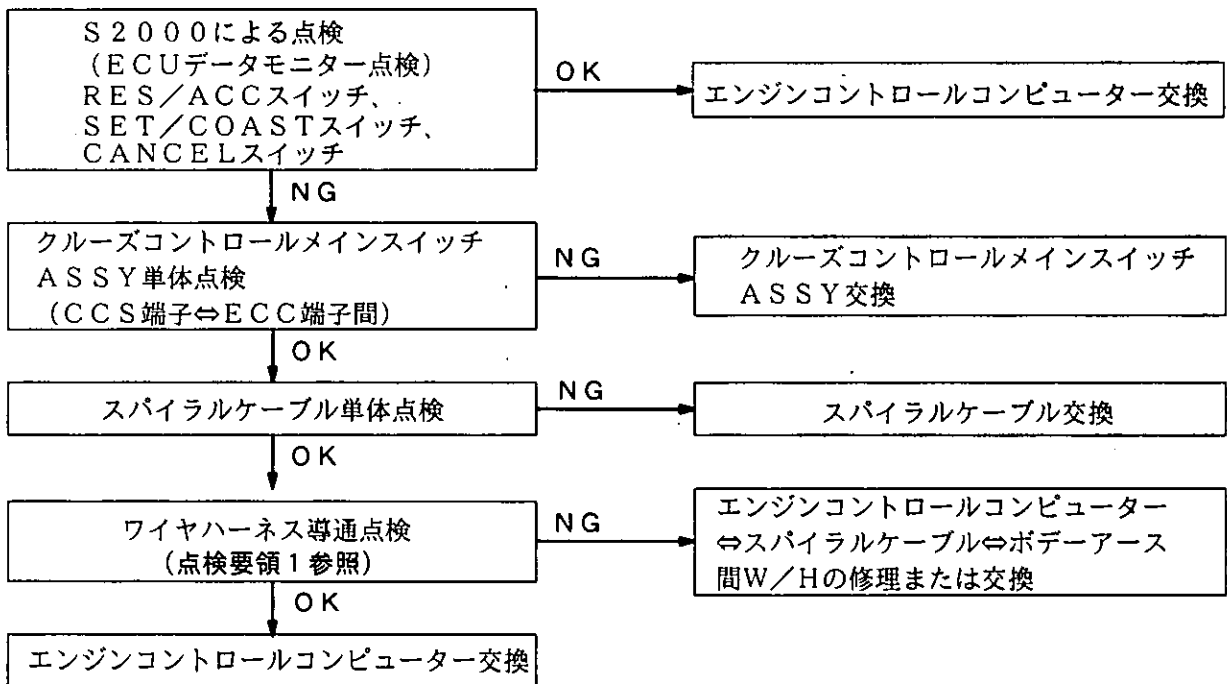 S2000による点検
(ECUデータモニター点検)
RES/ACCスイッチ、
SET/COASTスイッチ、
CANCELスイッチ
OK
エンジンコントロールコンピューター交換
NG
クルーズコントロールメインスイッチ
ASSY単体点検
(CCS端子⇔ECC端子間)
NG
クルーズコントロールメインスイッチ
ASSY交換
OK
スパイラルケーブル単体点検
NG
スパイラルケーブル交換
OK
ワイヤハーネス導通点検
(点検要領1参照)
NG
エンジンコントロールコンピューター
⇔スパイラルケーブル⇔ボデーアース
間W/Hの修理または交換
OK
エンジンコントロールコンピューター交換